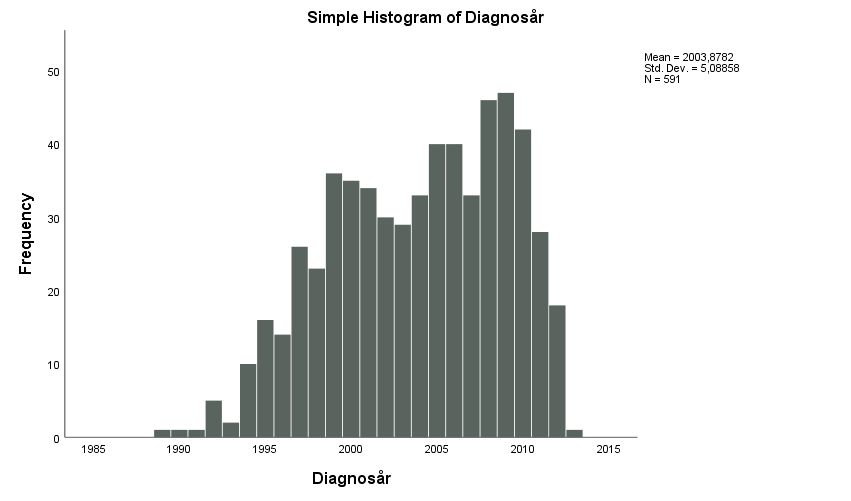 Simple Histogram of Diagnosår
Mean = 2003,8782
Std. Dev. = 5,08858
N = 591
50
40
30
20
10
0
Frequency
1985 1990 1995 2000 2005 2010 2015
Diagnosår